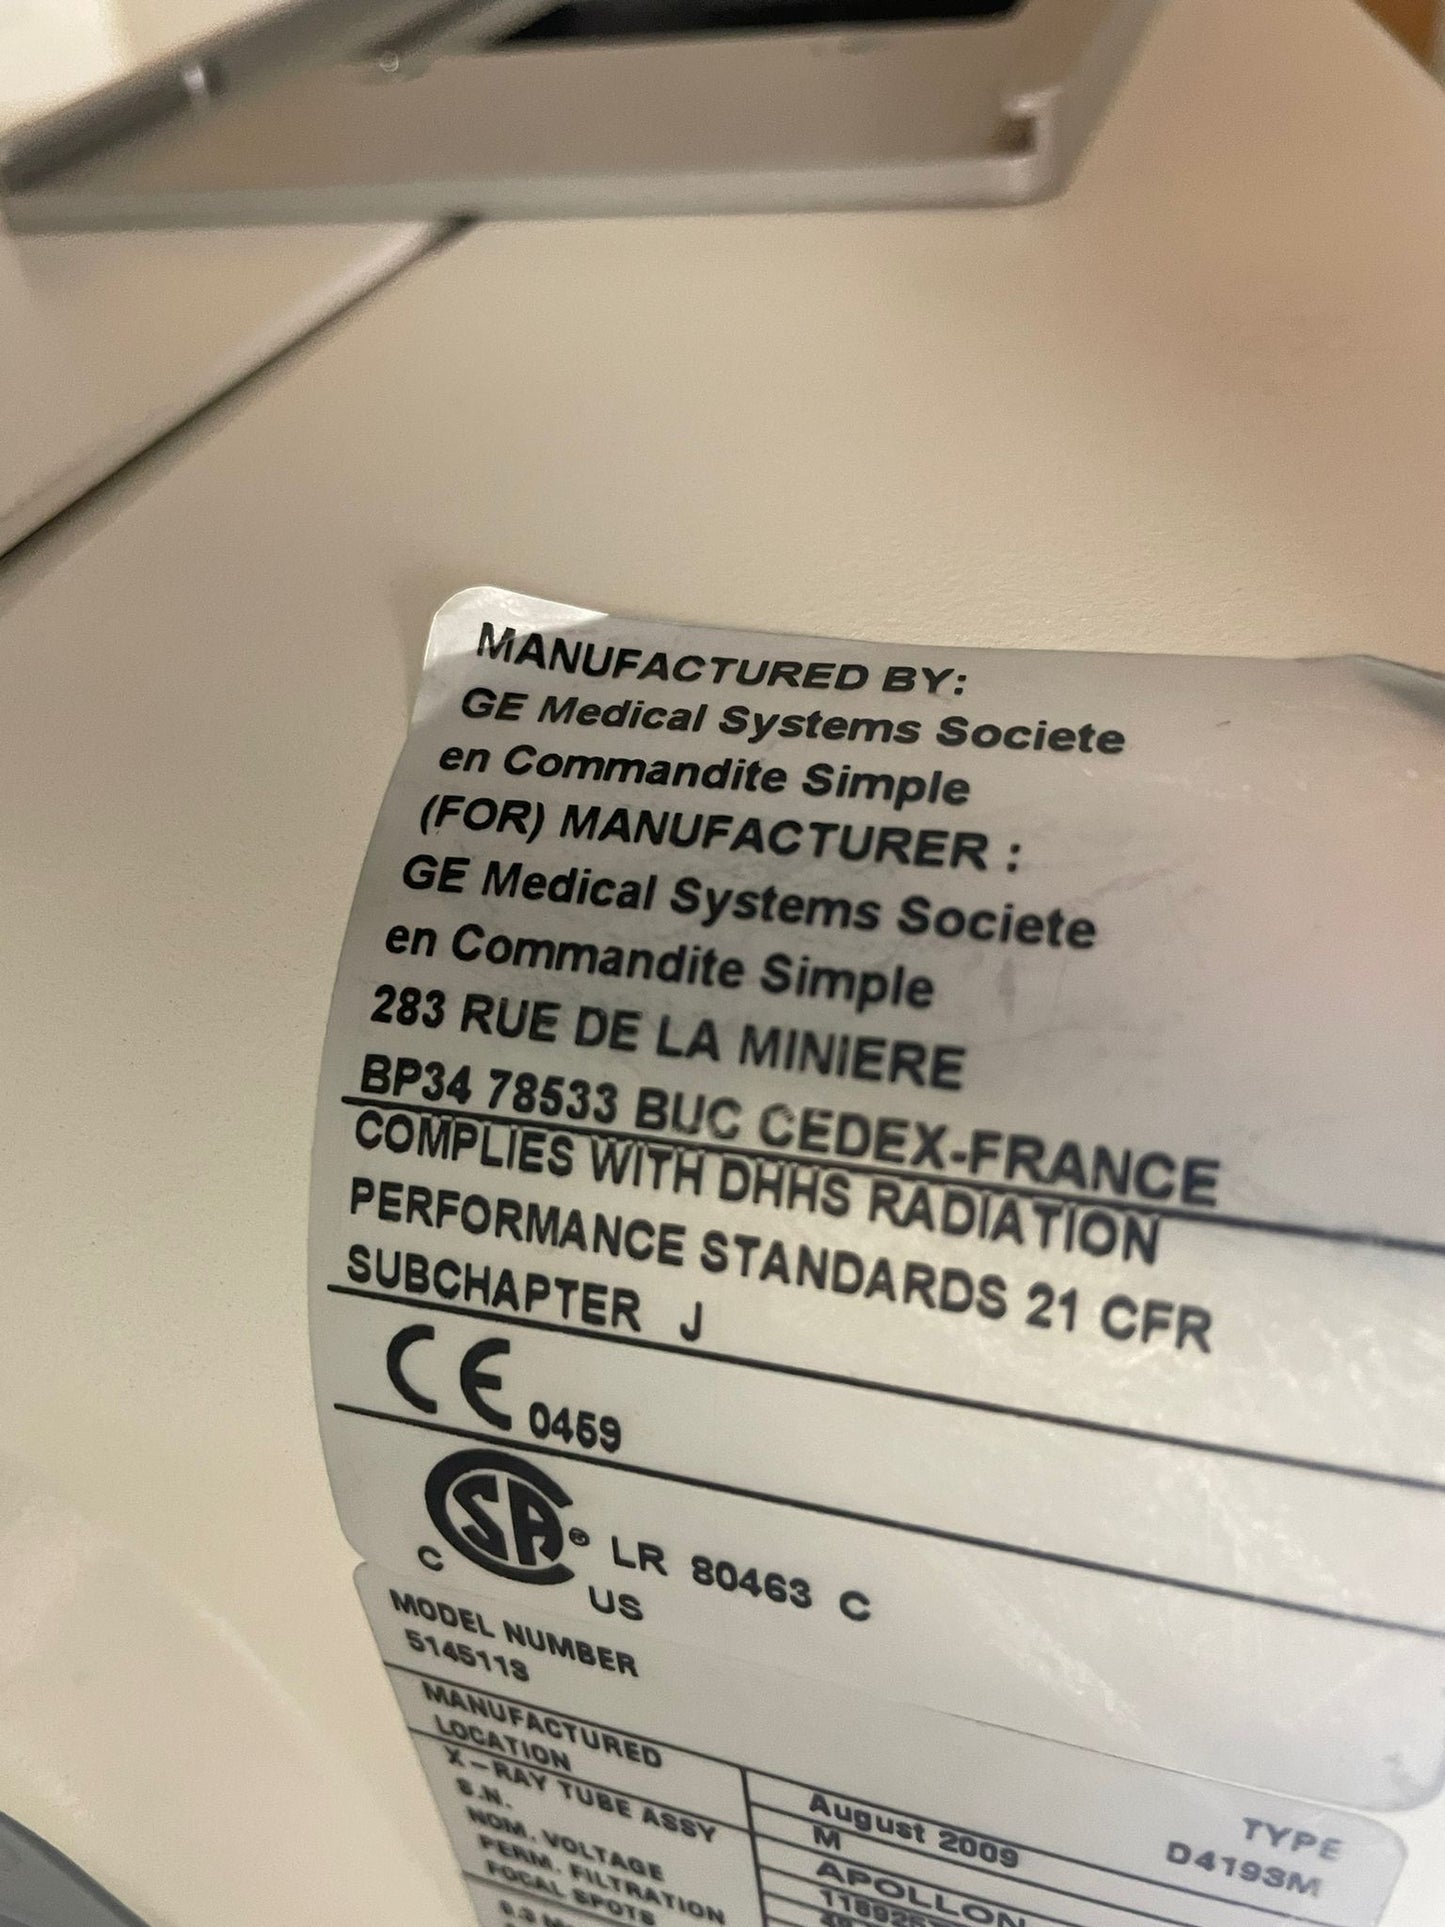 MANUFACTURED BY:
GE Medical Systems Societe
en Commandite Simple
(FOR) MANUFACTURER :
GE Medical Systems Societe
en Commandite Simple
283 RUE DE LA MINIERE
BP34 78533 BUC CEDEX-FRANCE
COMPLIES WITH DHHS RADIATION
PERFORMANCE STANDARDS 21 CFR
SUBCHAPTER J
CE 0459
CSA® LR 80463 C
C US
MODEL NUMBER
5145113
TYPE
D4193M
MANUFACTURED August 2009
LOCATION M
X-RAY TUBE ASSY APOLLON
S.N.
NOM. VOLTAGE
PERM. FILTRATION
FOCAL SPOTS